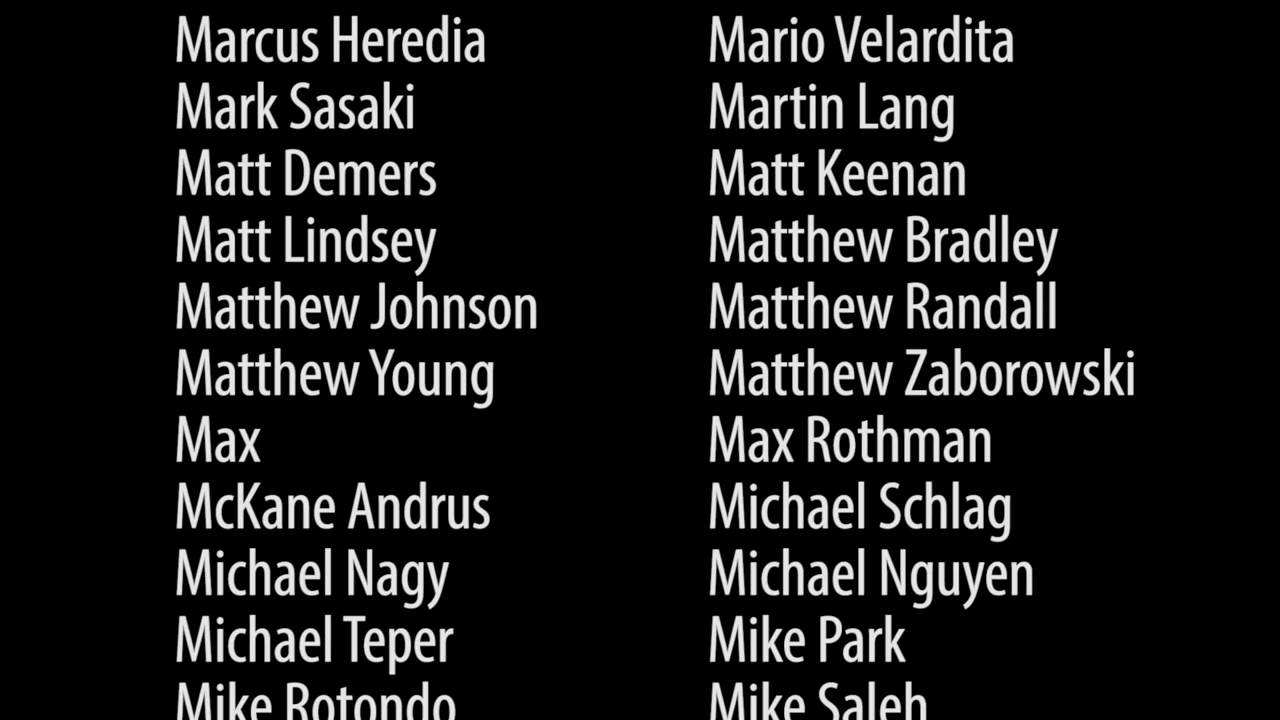 Marcus Heredia
Mario Velardita
Mark Sasaki
Martin Lang
Matt Demers
Matt Keenan
Matt Lindsey
Matthew Bradley
Matthew Johnson
Matthew Randall
Matthew Young
Matthew Zaborowski
Max
Max Rothman
McKane Andrus
Michael Schlag
Michael Nagy
Michael Nguyen
Michael Teper
Mike Park
Mike Rotondo
Mike Saleh